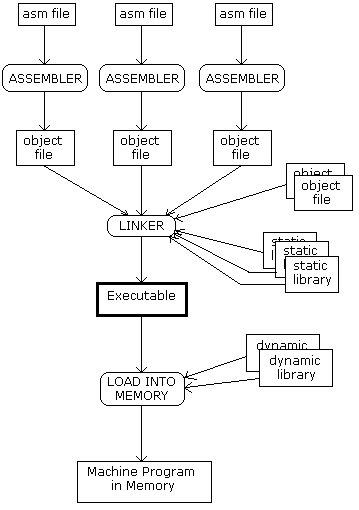 asm file
asm file
asm file
ASSEMBLER
ASSEMBLER
ASSEMBLER
object
file
object
file
object
file
object
object
file
LINKER
static
static
static
library
Executable
dynamic
dynamic
library
LOAD INTO
MEMORY
Machine Program
in Memory